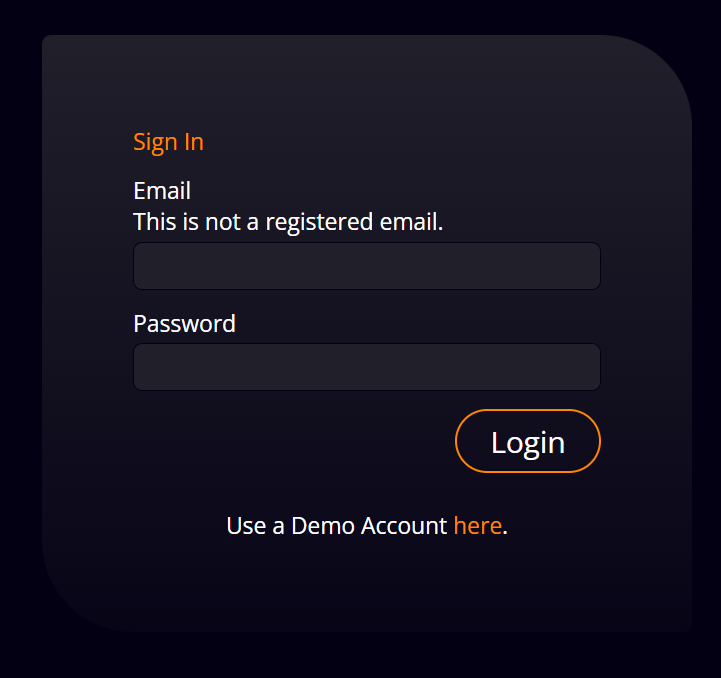 Sign In
Email
This is not a registered email.
Password
Login
Use a Demo Account here.